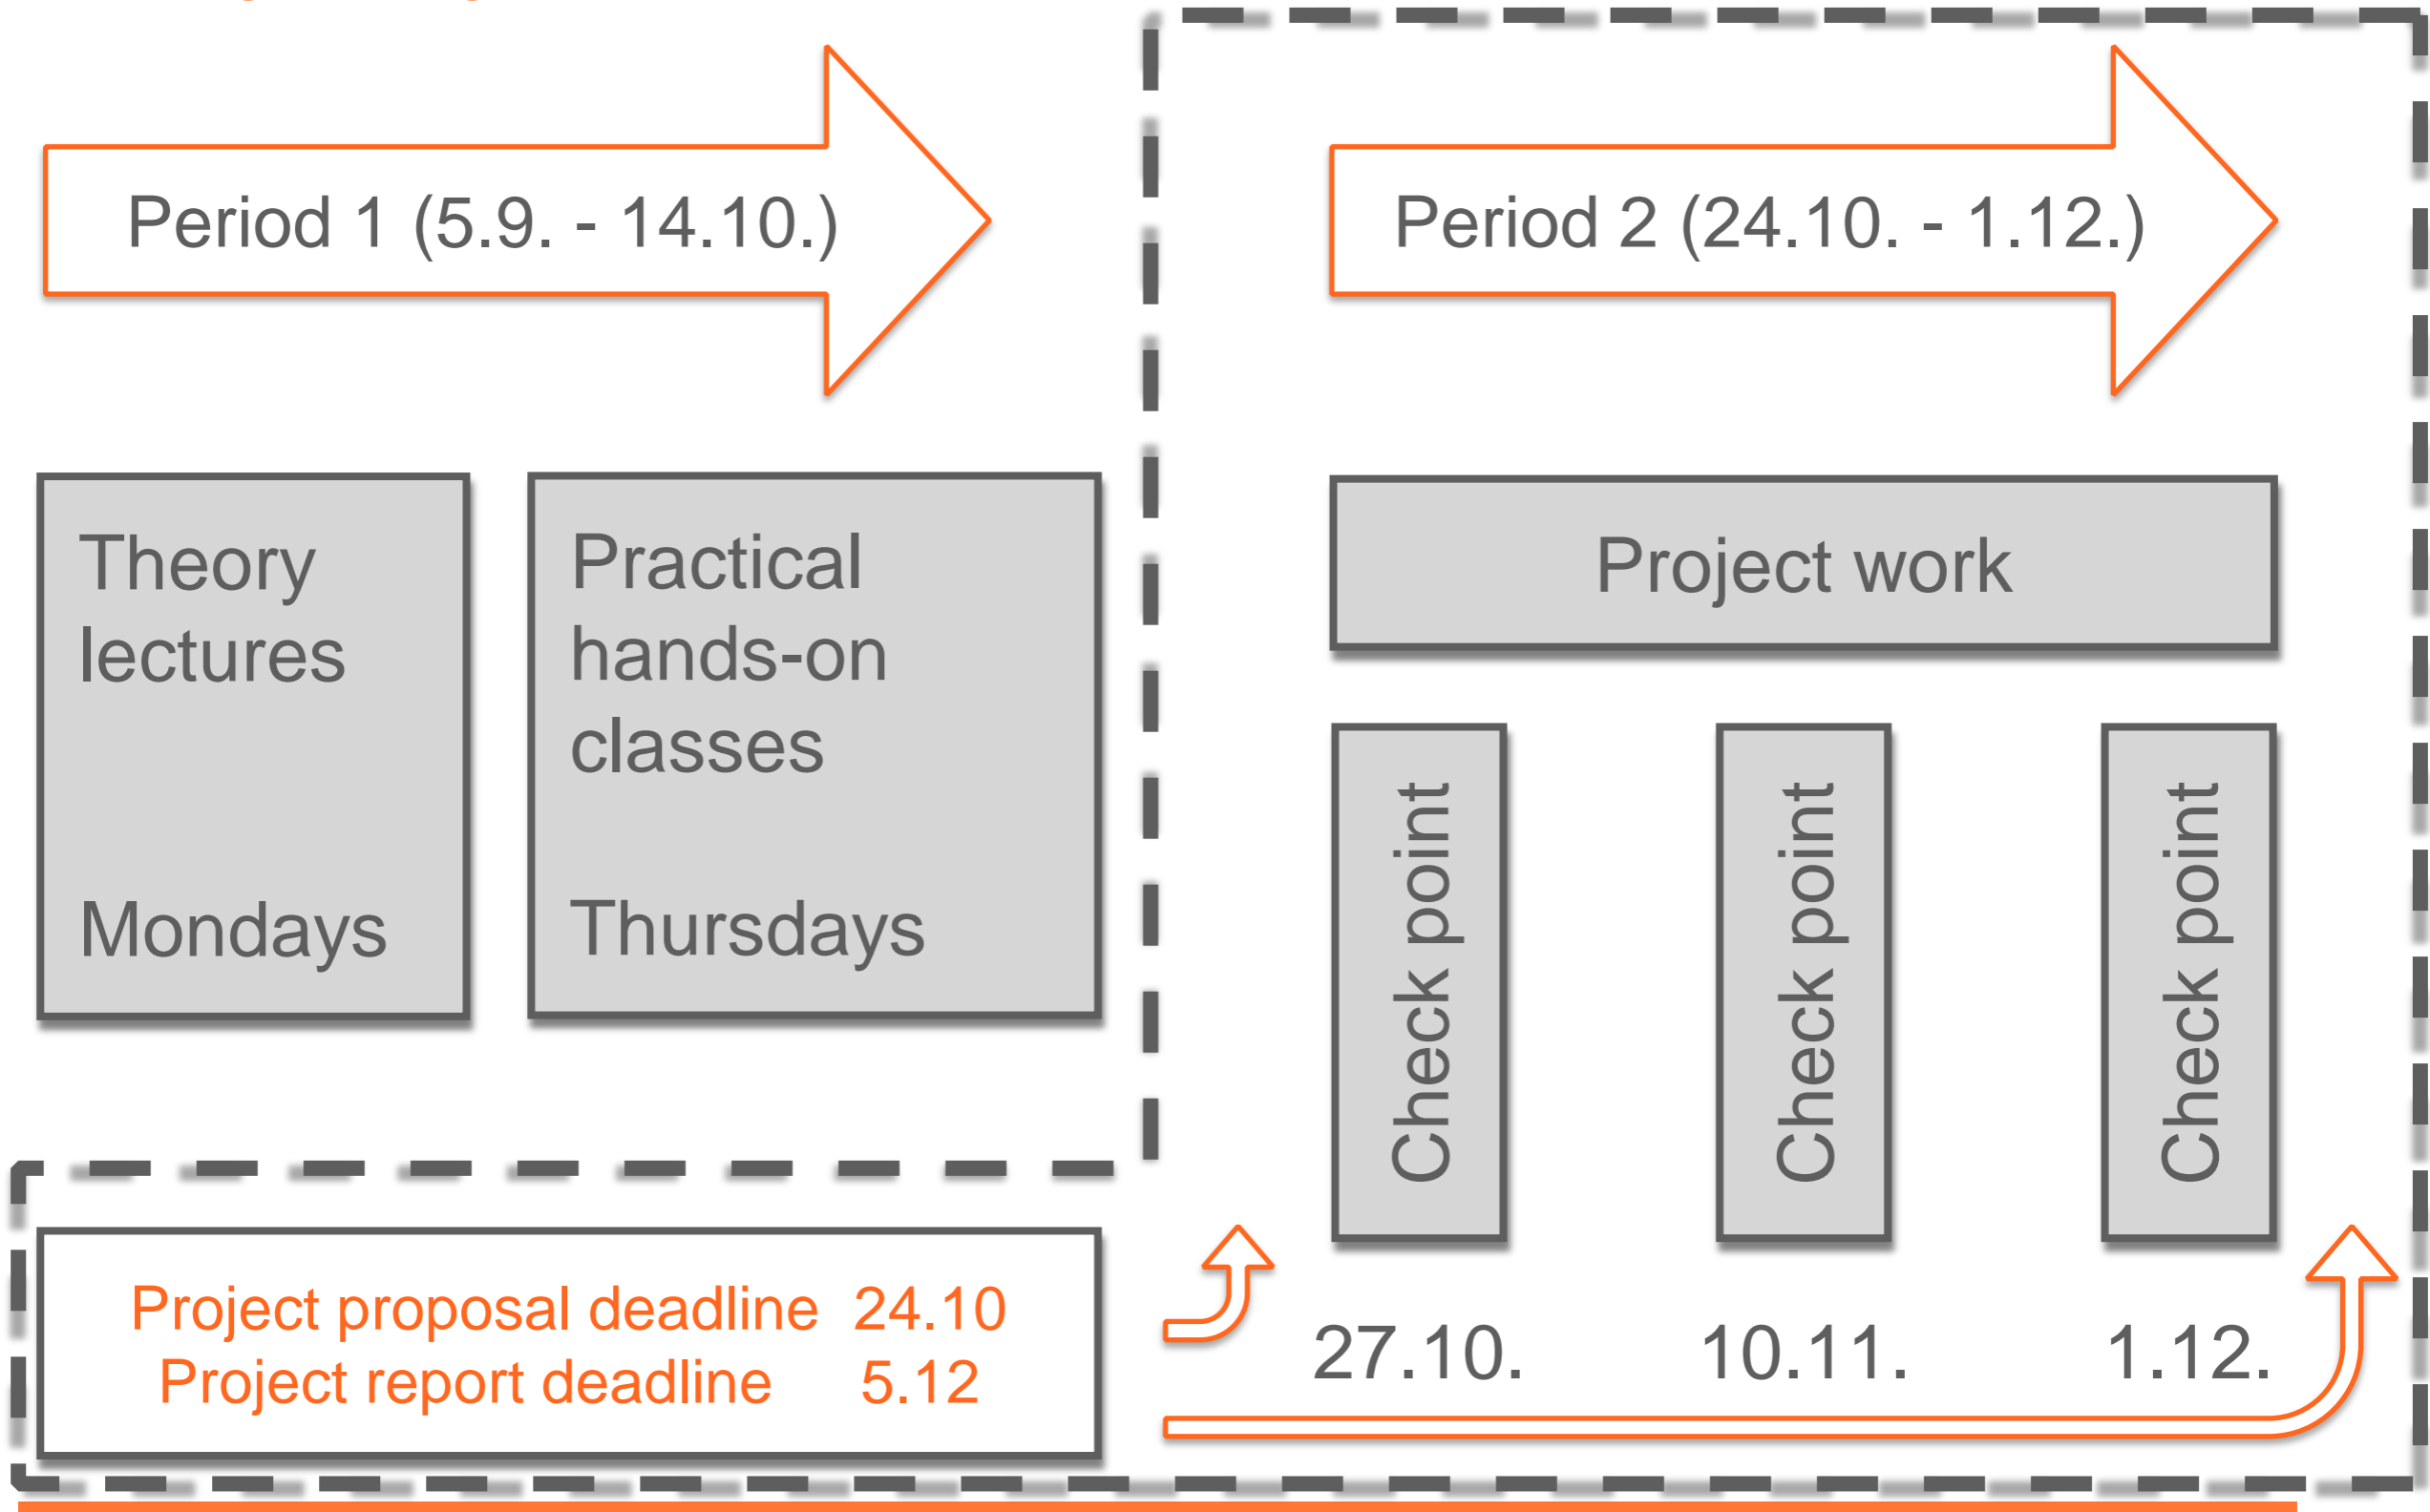 Period 1 (5.9. - 14.10.)
Period 2 (24.10. - 1.12.)
Theory
lectures
Mondays
Practical
hands-on
classes
Thursdays
Project work
Check point
Check point
Check point
27.10.
10.11.
1.12.
Project proposal deadline 24.10
Project report deadline 5.12